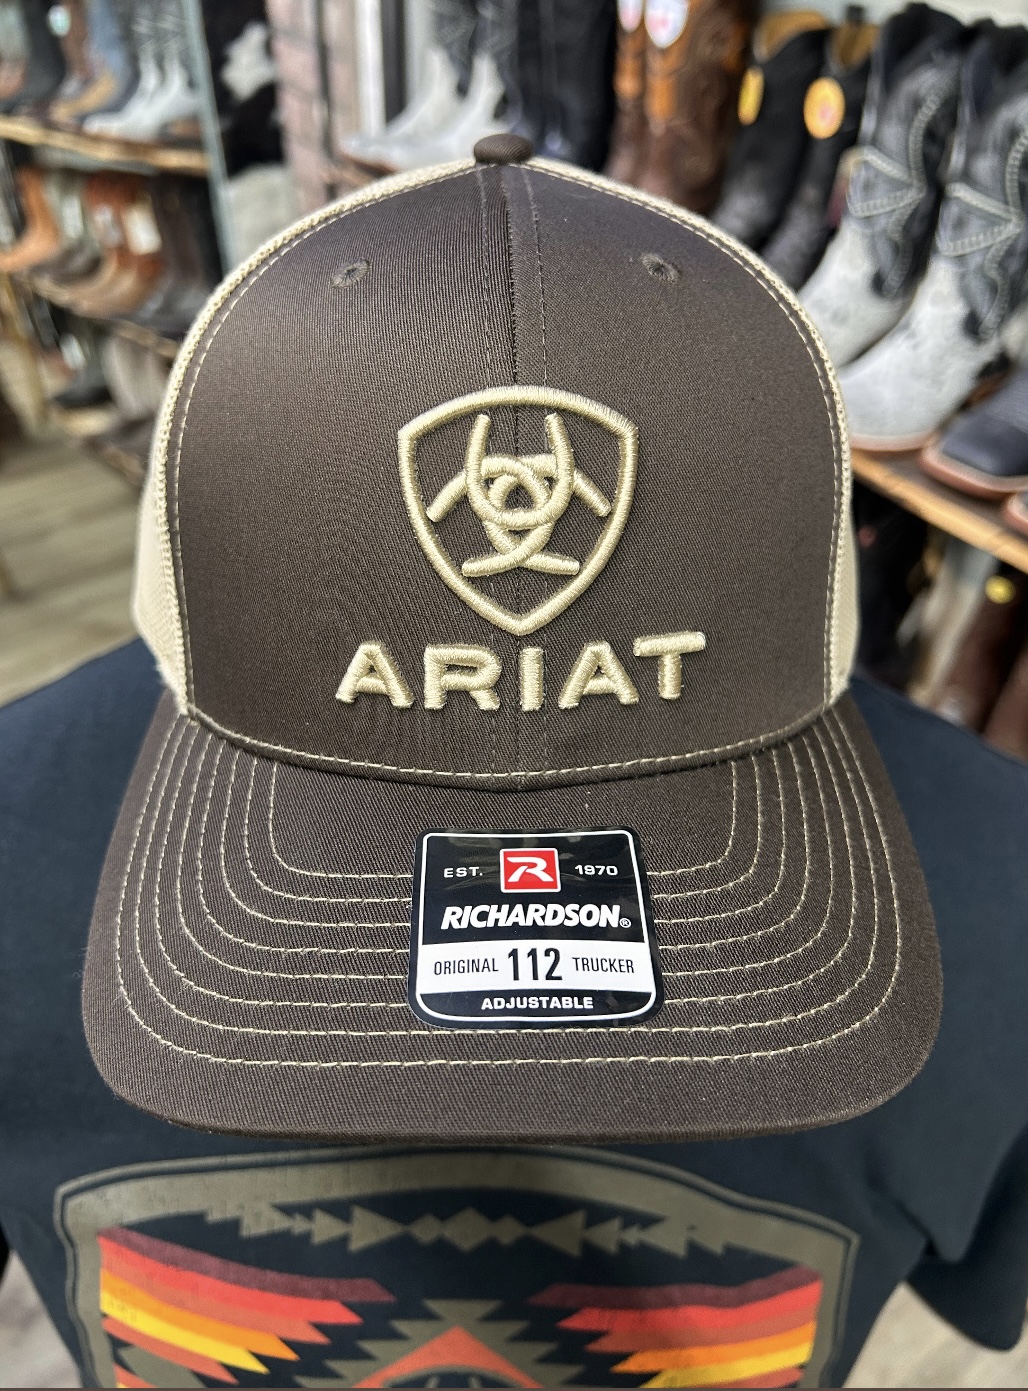 ARIAT
EST. R 1970
RICHARDSON®
ORIGINAL 112 TRUCKER
ADJUSTABLE